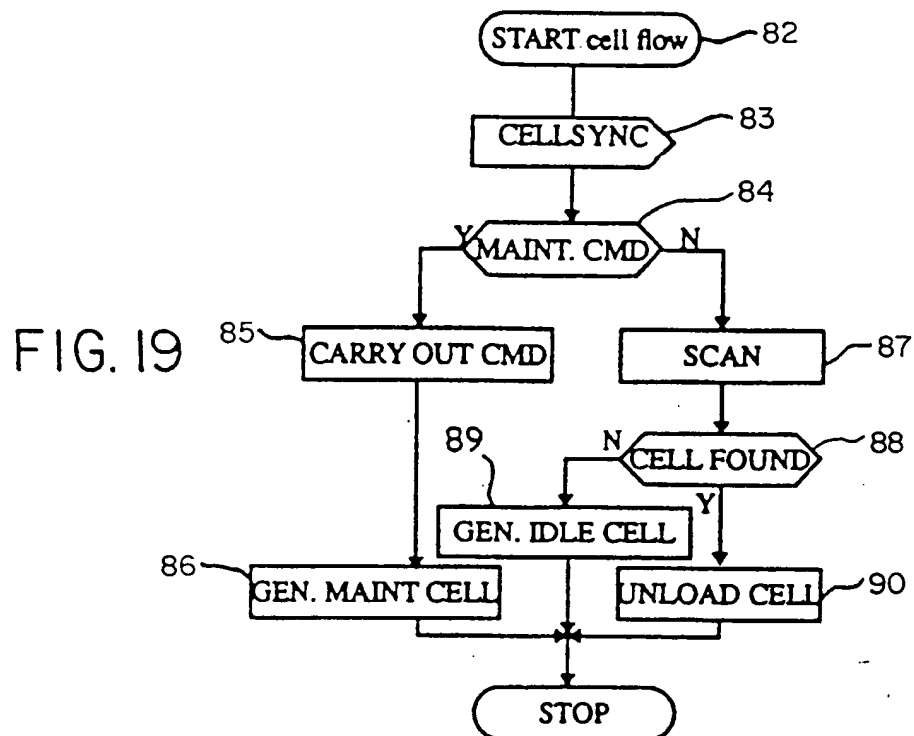 START cell flow
82
CELLSYNC
83
84
Y
MAINT. CMD
N
FIG. 19
85
CARRY OUT CMD
SCAN
87
N
CELL FOUND
88
89
Y
GEN. IDLE CELL
86
GEN. MAINT CELL
UNLOAD CELL
90
STOP